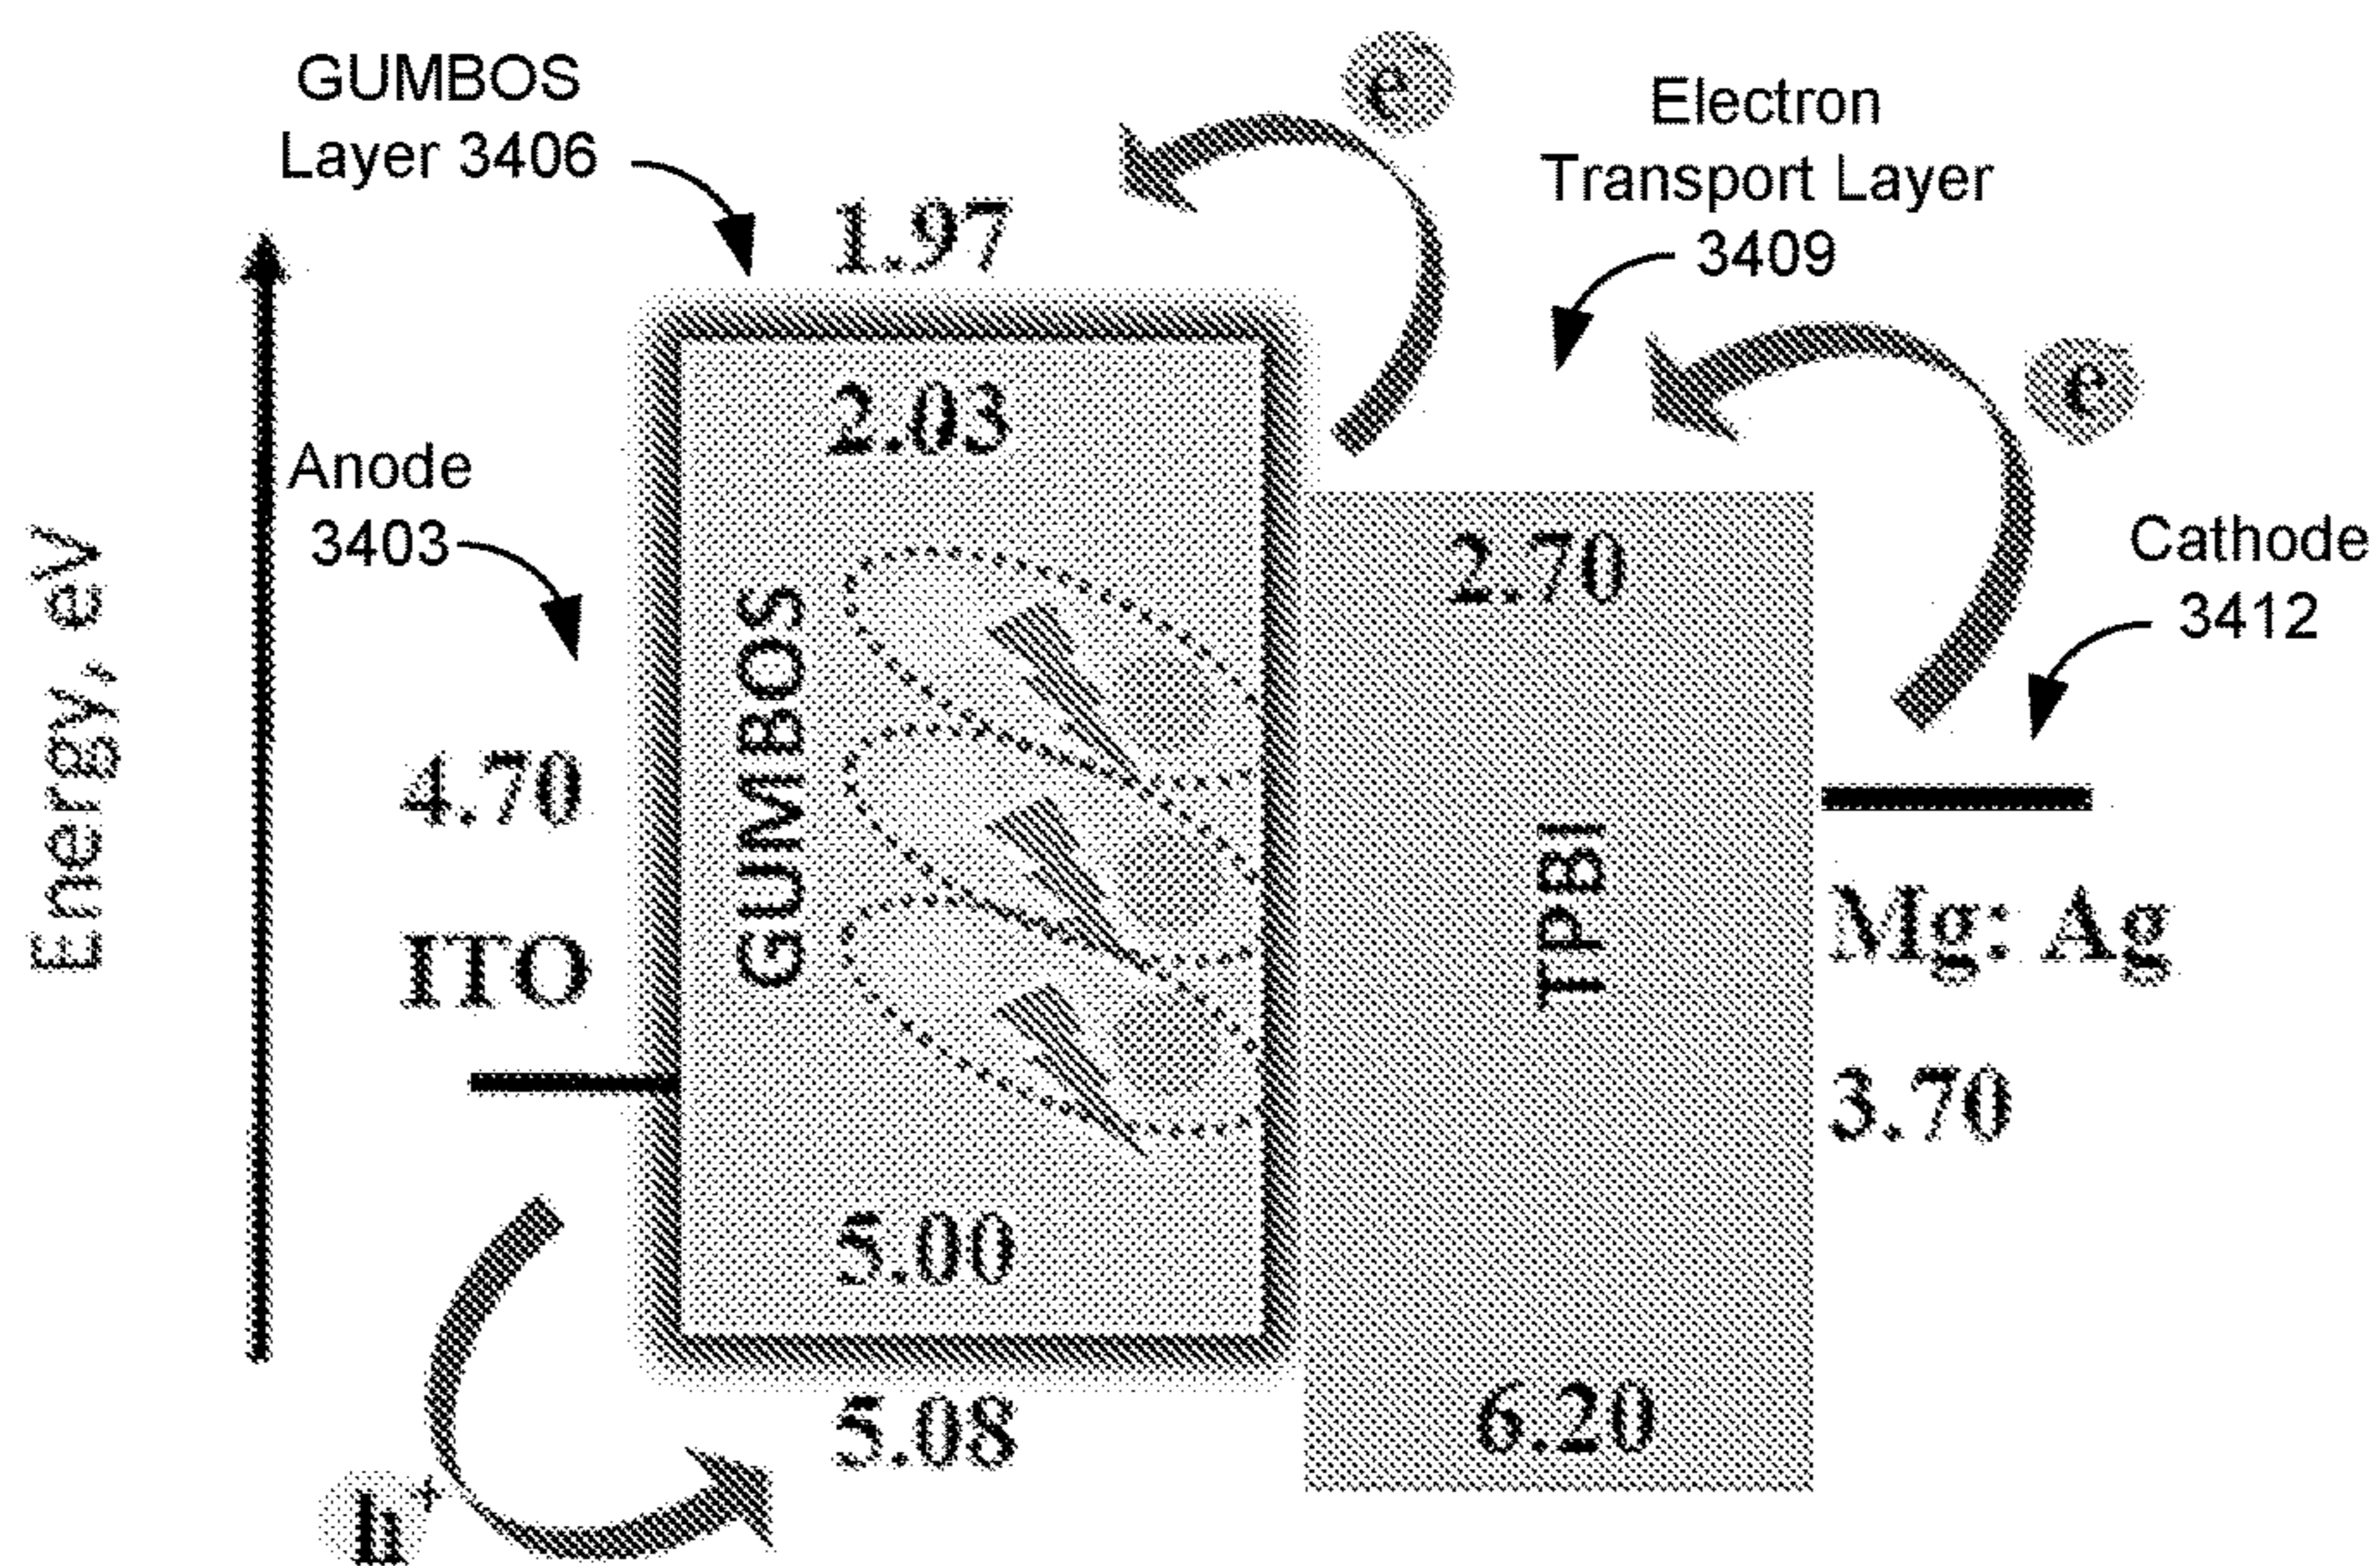 GUMBOS
Layer 3406
e
Electron
Transport Layer
3409
1.97
2.03
e
Anode
3403
Cathode
3412
2.70
Energy, eV
4.70
ITO
GUMBOS
TPBI
Mg: Ag
3.70
5.00
5.08
6.20
h+